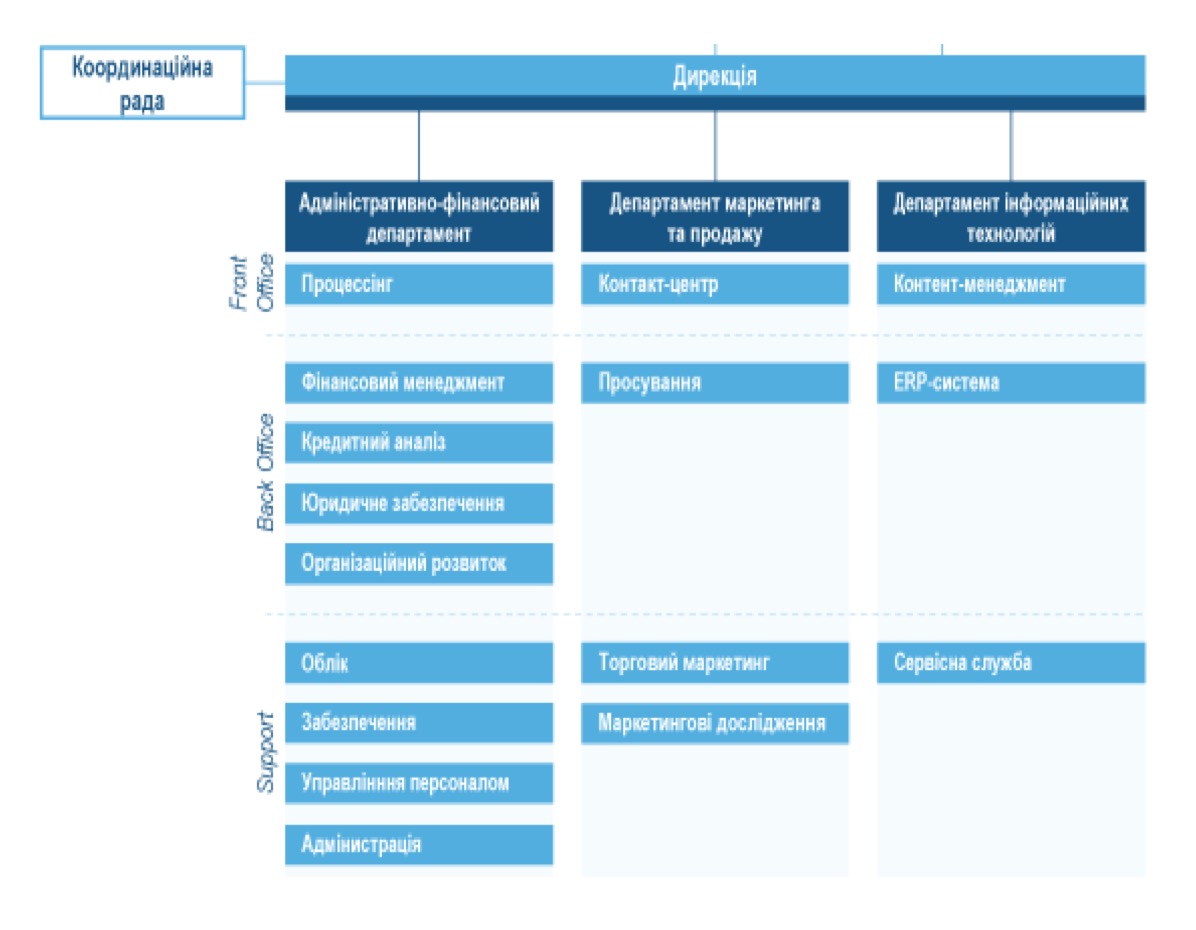 Координаційна
рада
Дирекція
Адміністративно-фінансовий
департамент
Департамент маркетинга
та продажу
Департамент інформаційних
технологій
Front
Office
Процессінг
Контакт-центр
Контент-менеджмент
Back Office
Фінансовий менеджмент
Просування
ERP-система
Кредитний аналіз
Юридичне забезпечення
Організаційний розвиток
Support
Облік
Торговий маркетинг
Сервісна служба
Забезпечення
Маркетингові дослідження
Управлінння персоналом
Адмінистрація